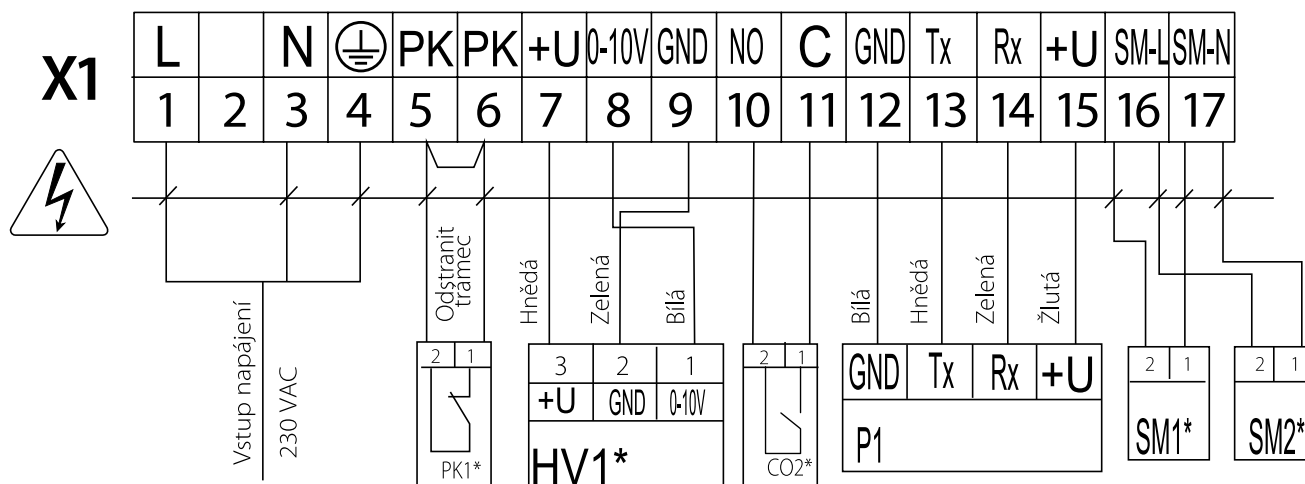 X1
L N PK PK +U 0-10V GND NO C GND Tx Rx +U SM-L SM-N
1 2 3 4 5 6 7 8 9 10 11 12 13 14 15 16 17
Vstup napájení
230 VAC
Odstranit
trámec
Hnědá
Zelená
Bílá
Bílá
Hnědá
Zelená
Žlutá
2 1
PK1*
3 2 1
+U GND 0-10V
HV1*
2 1
CO2*
GND Tx Rx +U
P1
2 1
SM1*
2 1
SM2*